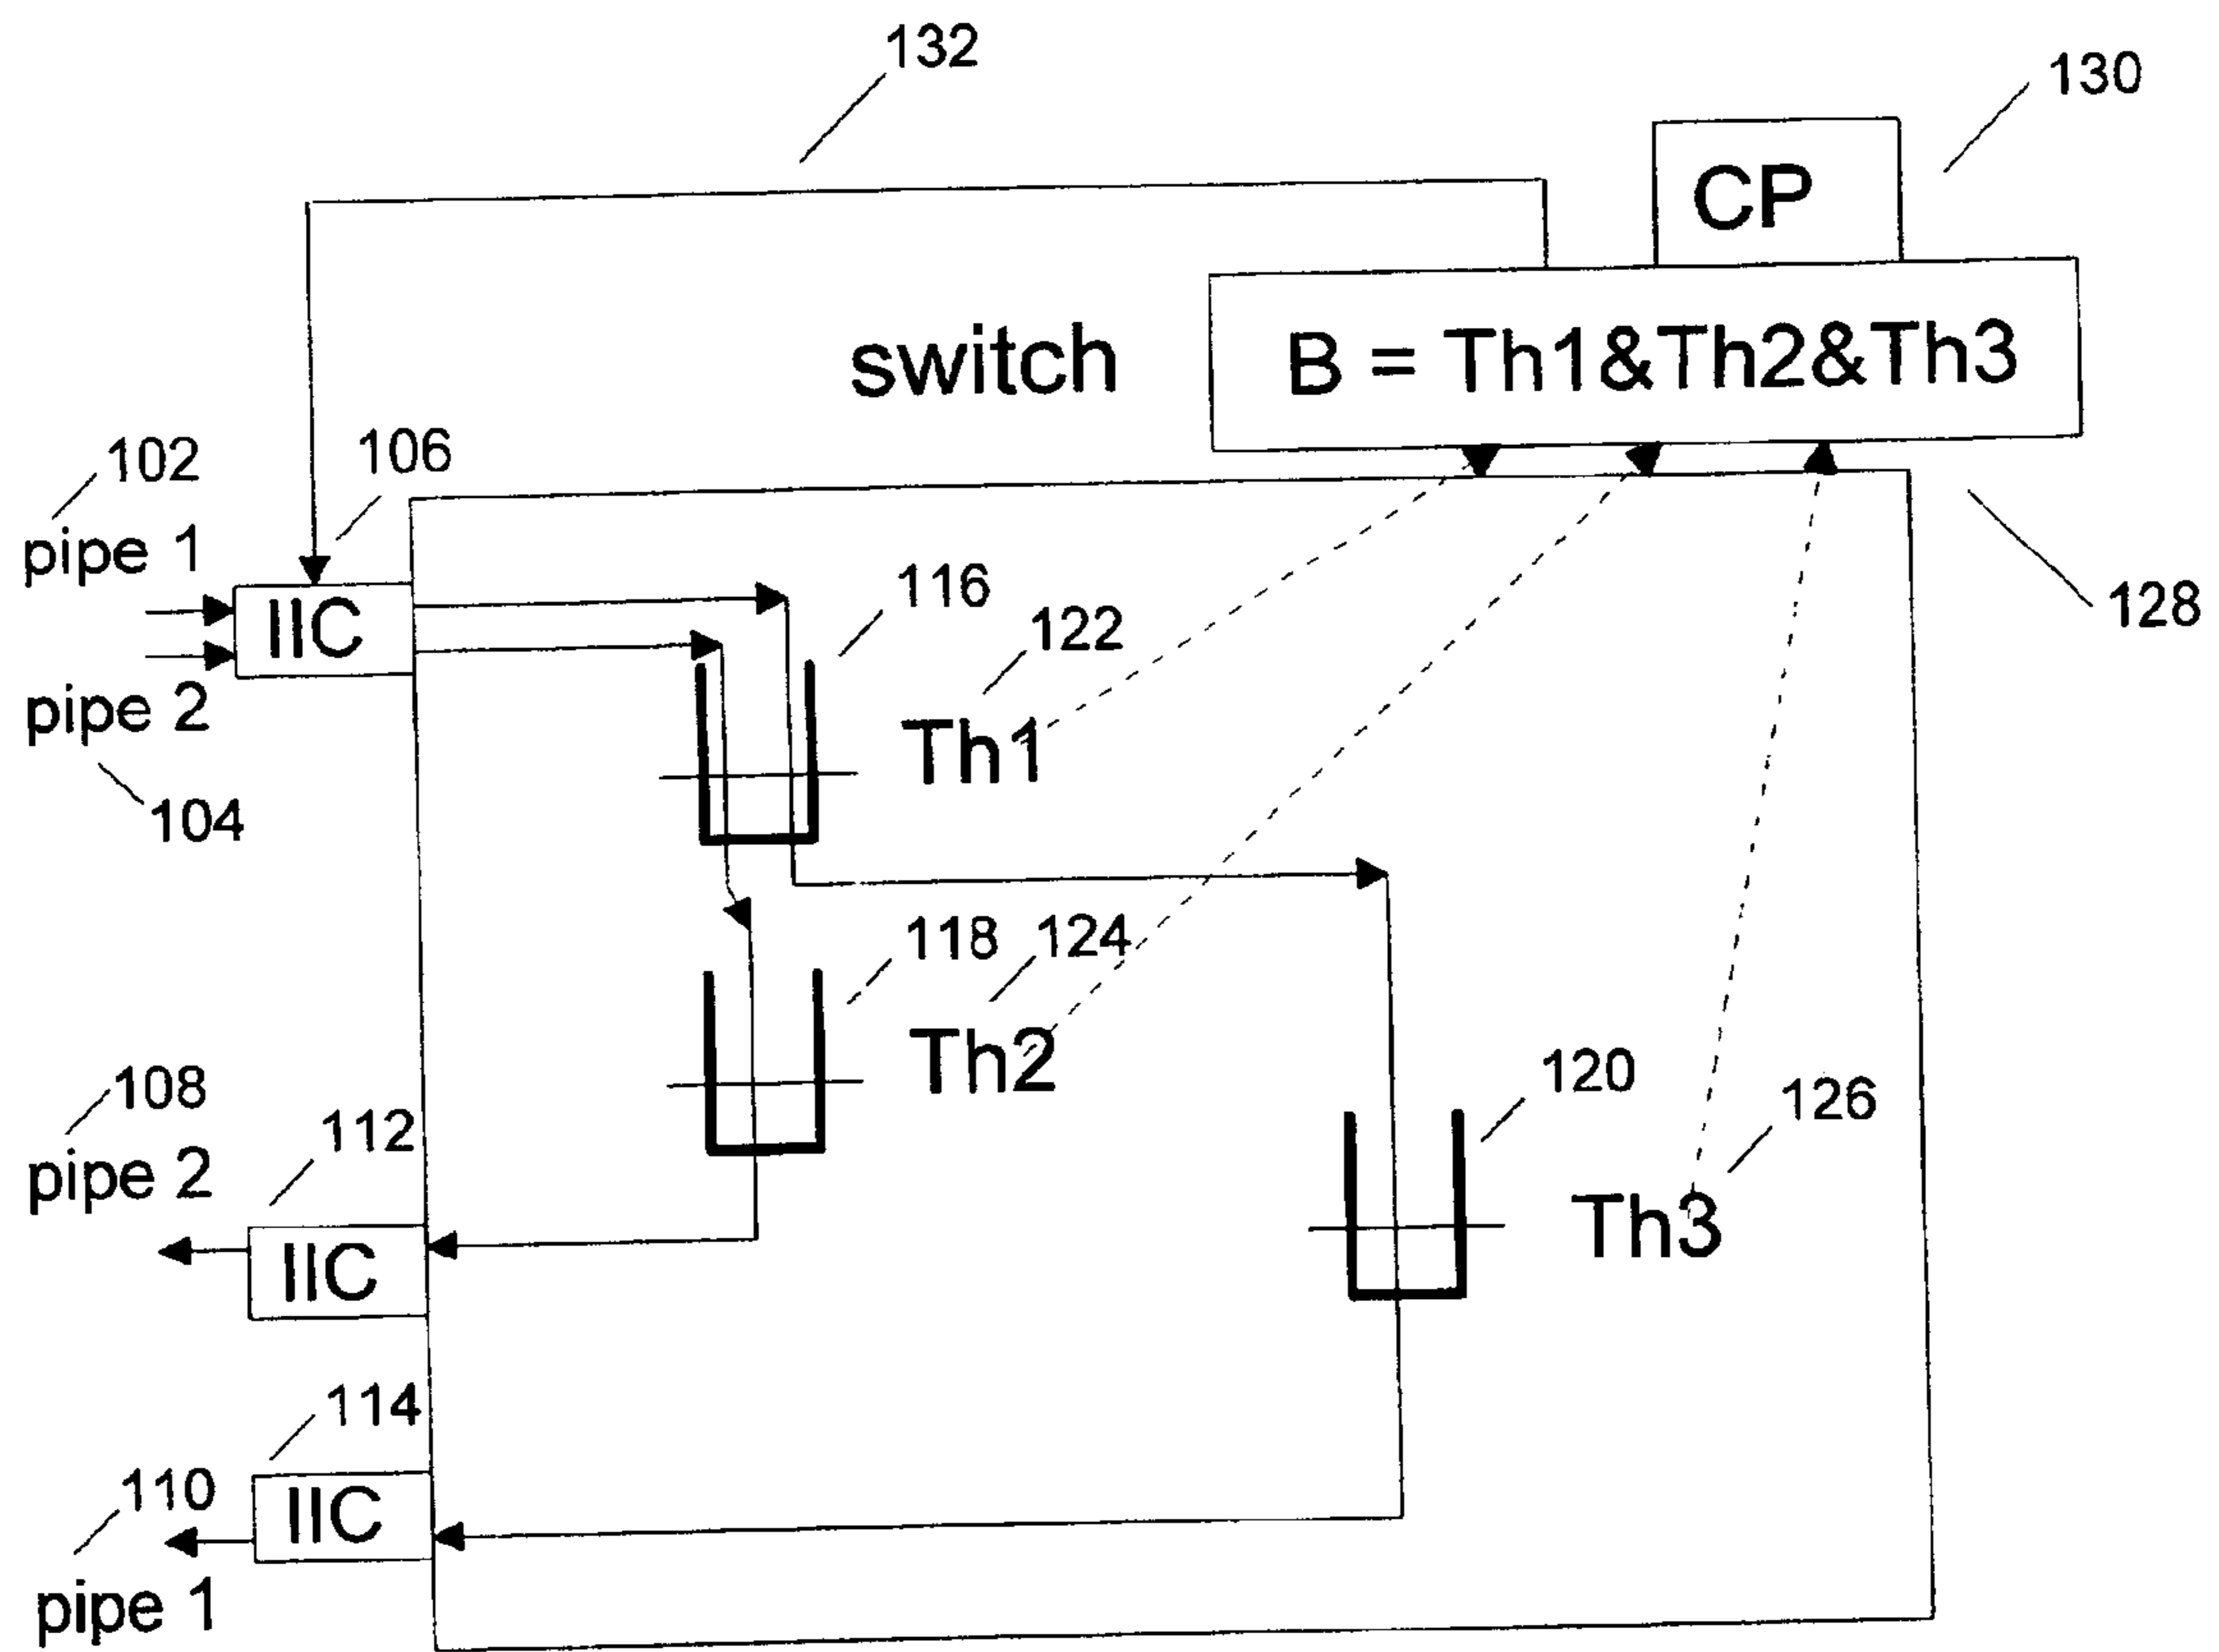 132
130
CP
switch
B = Th1&Th2&Th3
102
106
pipe 1
IIC
116
122
128
pipe 2
Th1
104
118
124
108
112
Th2
120
126
pipe 2
IIC
Th3
114
110
IIC
pipe 1